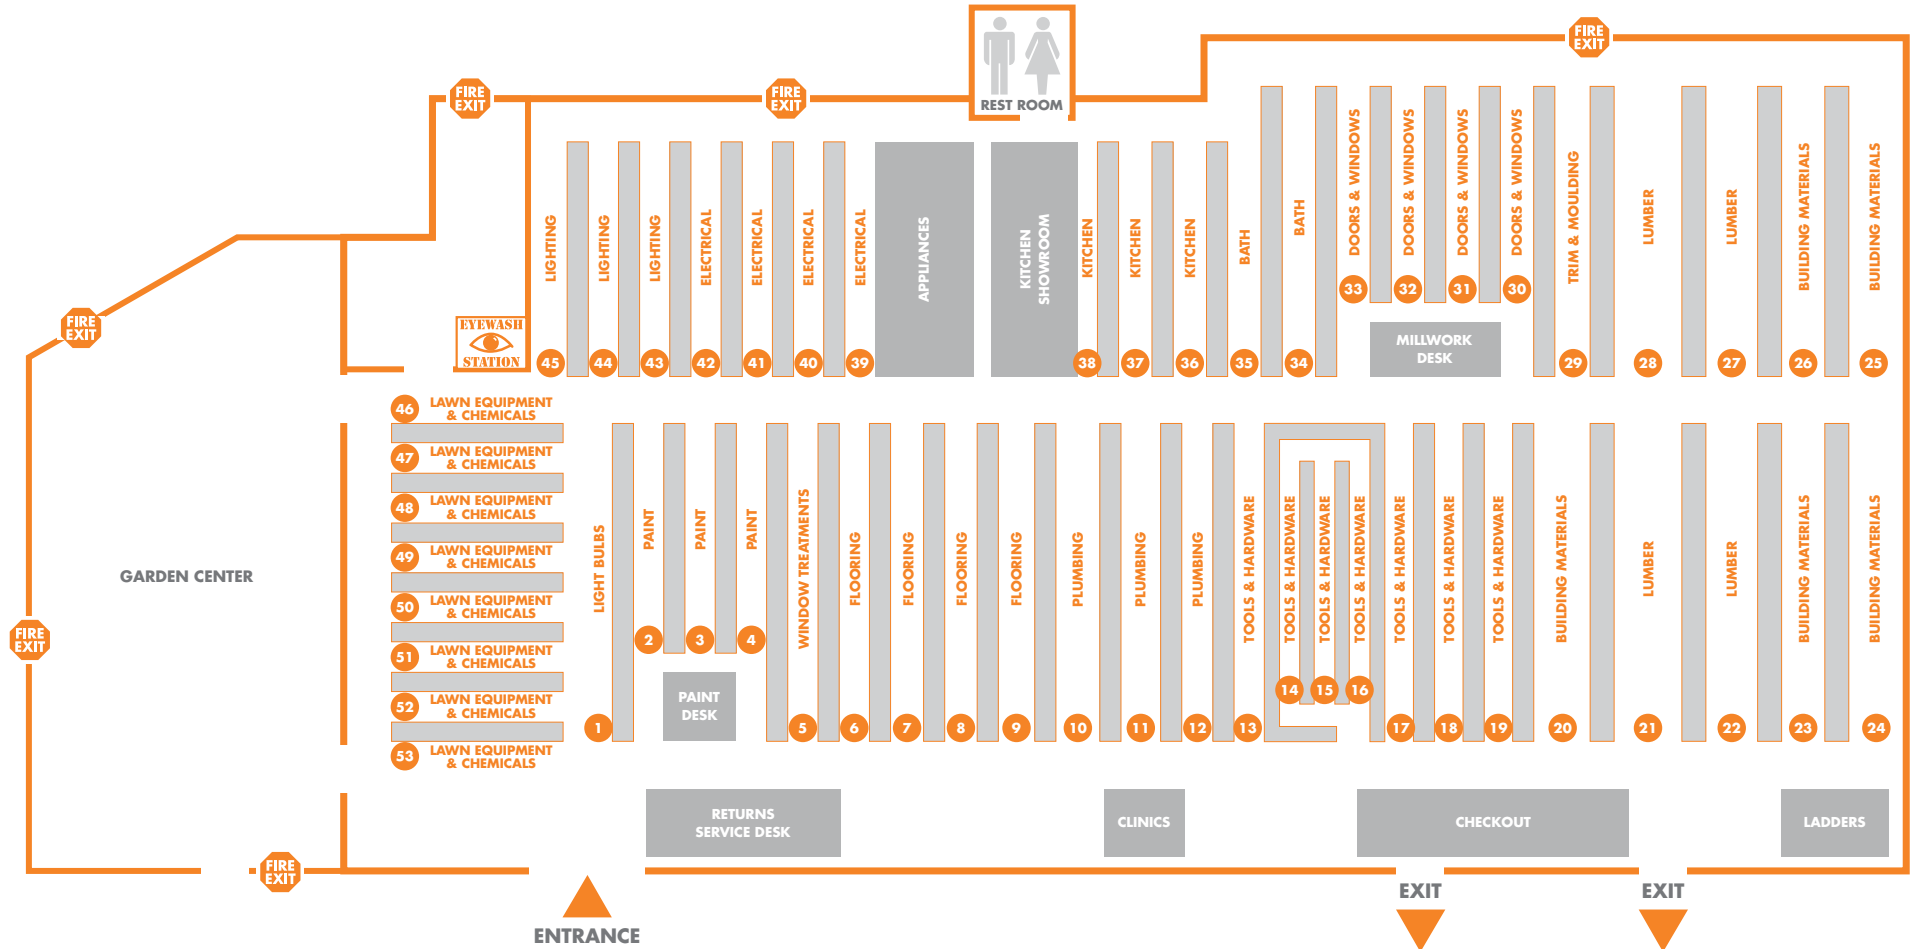 FIRE
EXIT
FIRE
EXIT
FIRE
EXIT
REST ROOM
FIRE
EXIT
FIRE
EXIT
FIRE
EXIT
EYEWASH
STATION
LIGHTING
45
LIGHTING
44
LIGHTING
43
ELECTRICAL
42
ELECTRICAL
41
ELECTRICAL
40
ELECTRICAL
39
APPLIANCES
KITCHEN
SHOWROOM
KITCHEN
38
KITCHEN
37
KITCHEN
36
BATH
35
BATH
34
DOORS & WINDOWS
33
DOORS & WINDOWS
32
DOORS & WINDOWS
31
DOORS & WINDOWS
30
MILLWORK
DESK
TRIM & MOULDING
29
LUMBER
28
LUMBER
27
BUILDING MATERIALS
26
BUILDING MATERIALS
25
GARDEN CENTER
46
LAWN EQUIPMENT
& CHEMICALS
47
LAWN EQUIPMENT
& CHEMICALS
48
LAWN EQUIPMENT
& CHEMICALS
49
LAWN EQUIPMENT
& CHEMICALS
50
LAWN EQUIPMENT
& CHEMICALS
51
LAWN EQUIPMENT
& CHEMICALS
52
LAWN EQUIPMENT
& CHEMICALS
53
LAWN EQUIPMENT
& CHEMICALS
LIGHT BULBS
1
PAINT
2
PAINT
3
PAINT
4
PAINT
DESK
WINDOW TREATMENTS
5
FLOORING
6
FLOORING
7
FLOORING
8
FLOORING
9
PLUMBING
10
PLUMBING
11
PLUMBING
12
TOOLS & HARDWARE
13
TOOLS & HARDWARE
14
TOOLS & HARDWARE
15
TOOLS & HARDWARE
16
TOOLS & HARDWARE
17
TOOLS & HARDWARE
18
TOOLS & HARDWARE
19
BUILDING MATERIALS
20
LUMBER
21
LUMBER
22
BUILDING MATERIALS
23
BUILDING MATERIALS
24
RETURNS
SERVICE DESK
CLINICS
CHECKOUT
LADDERS
FIRE
EXIT
ENTRANCE
EXIT
EXIT